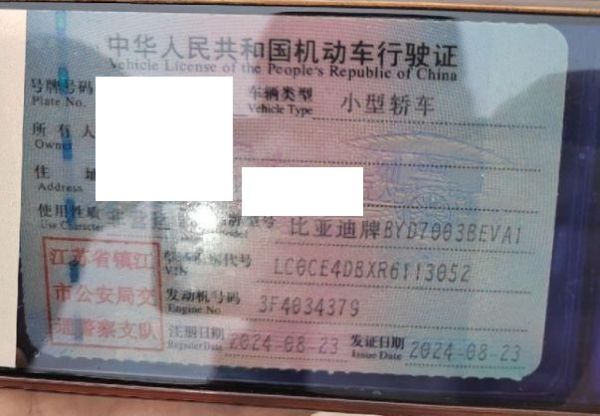 中华人民共和国机动车行驶证
Vehicle License of the People's Republic of China
号牌号码 车辆类型 小型轿车
Plate No. Vehicle Type
所有人
Owner
住 址
Address
使用性质 型号 比亚迪牌BYD7003BEVA1
Use Character
代号 LC0CE4DBXR6113052
VIN
发动机号码 3F4034379
Engine No.
注册日期 2024-08-23 发证日期 2024-08-23
Register Date Issue Date
江苏省镇江
市公安局交
通警察支队